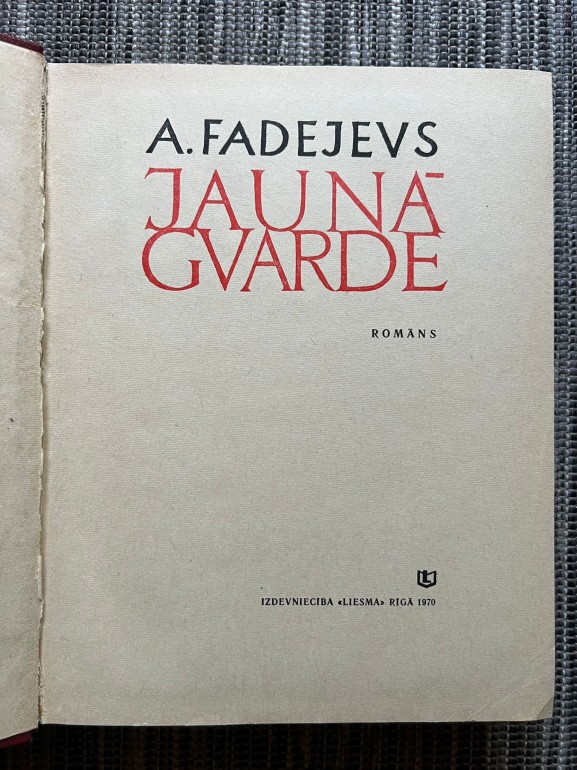 A. FADEJEVS
JAUNĀ
GVARDE
ROMĀNS
L
IZDEVNIECĪBA «LIESMA» RĪGĀ 1970